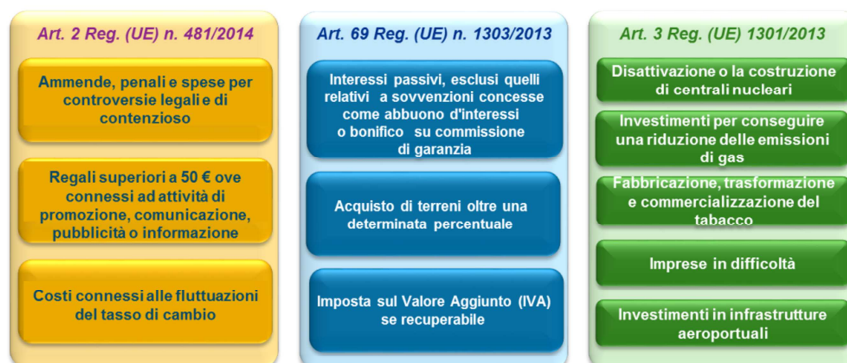 Art. 2 Reg. (UE) n. 481/2014
Ammende, penali e spese per
controversie legali e di
contenzioso
Regali superiori a 50 € ove
connessi ad attività di
promozione, comunicazione,
pubblicità o informazione
Costi connessi alle fluttuazioni
del tasso di cambio
Art. 69 Reg. (UE) n. 1303/2013
Interessi passivi, esclusi quelli
relativi a sovvenzioni concesse
come abbuono d'interessi
o bonifico su commissione
di garanzia
Acquisto di terreni oltre una
determinata percentuale
Imposta sul Valore Aggiunto (IVA)
se recuperabile
Art. 3 Reg. (UE) 1301/2013
Disattivazione o la costruzione
di centrali nucleari
Investimenti per conseguire
una riduzione delle emissioni
di gas
Fabbricazione, trasformazione
e commercializzazione del
tabacco
Imprese in difficoltà
Investimenti in infrastrutture
aeroportuali